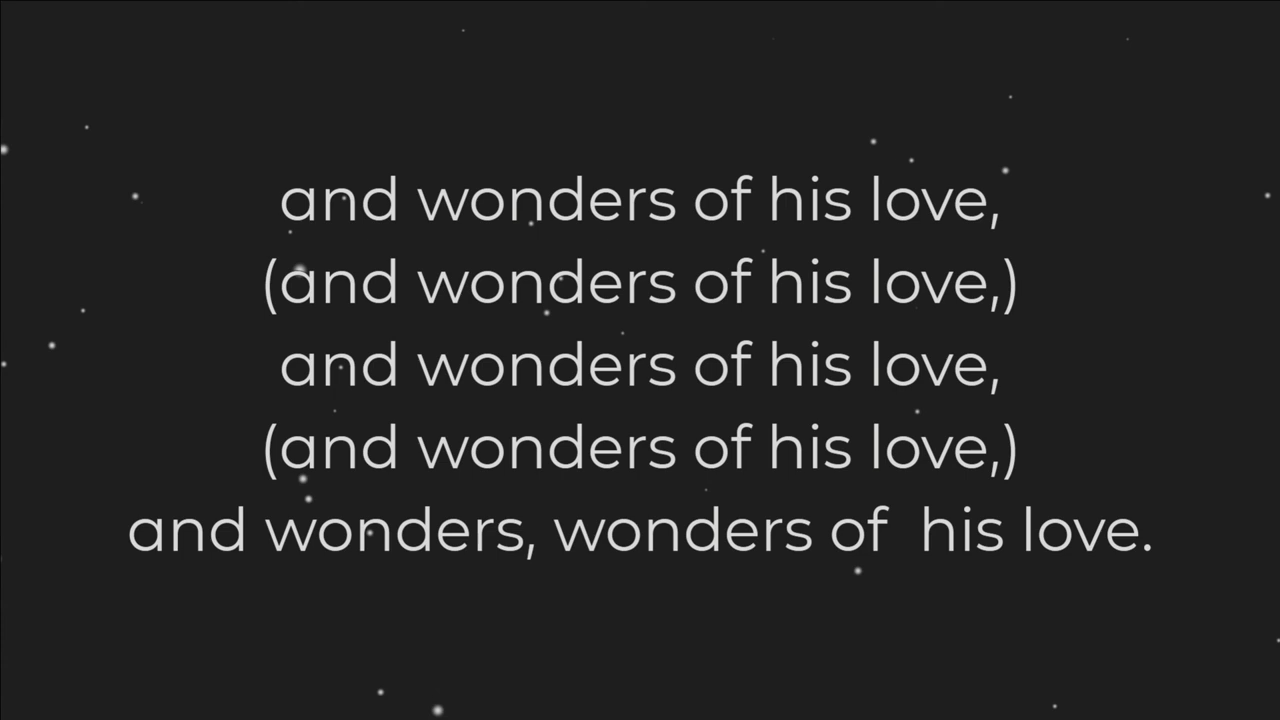 and wonders of his love,
(and wonders of his love,)
and wonders of his love,
(and wonders of his love,)
and wonders, wonders of  his love.